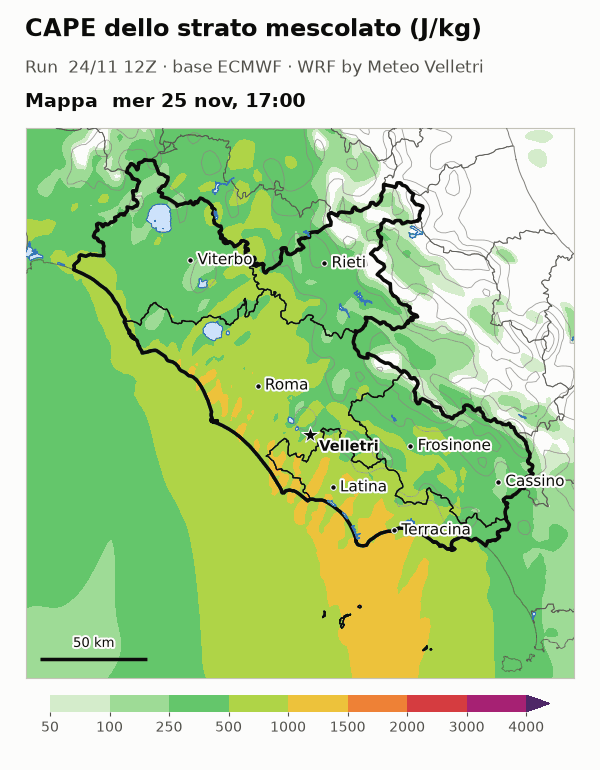 CAPE dello strato mescolato (J/kg)
Run 24/11 12Z · base ECMWF · WRF by Meteo Velletri
Mappa mer 25 nov, 17:00
Viterbo
Rieti
Roma
Velletri
Frosinone
Cassino
Latina
Terracina
50 km
50 100 250 500 1000 1500 2000 3000 4000